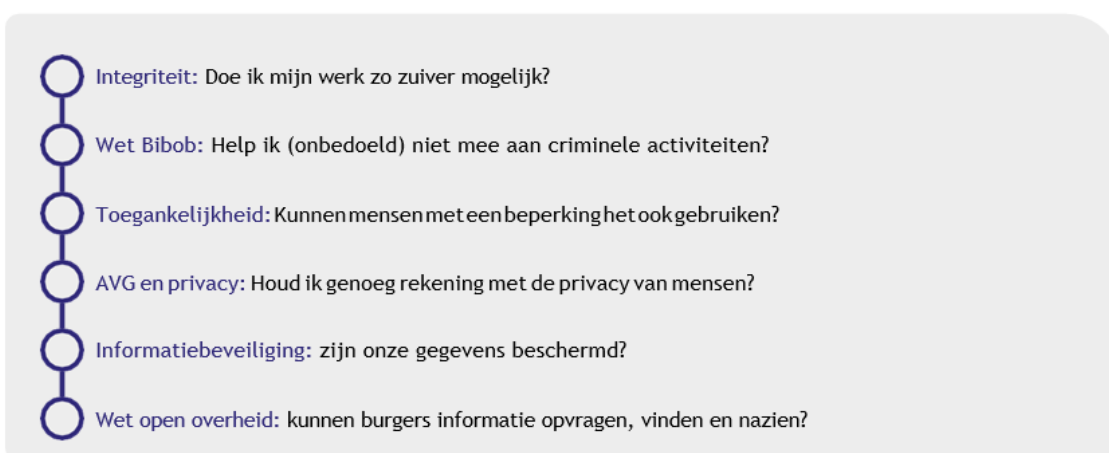 Integriteit: Doe ik mijn werk zo zuiver mogelijk?
Wet Bibob: Help ik (onbedoeld) niet mee aan criminele activiteiten?
Toegankelijkheid: Kunnen mensen met een beperking het ook gebruiken?
AVG en privacy: Houd ik genoeg rekening met de privacy van mensen?
Informatiebeveiliging: zijn onze gegevens beschermd?
Wet open overheid: kunnen burgers informatie opvragen, vinden en nazien?